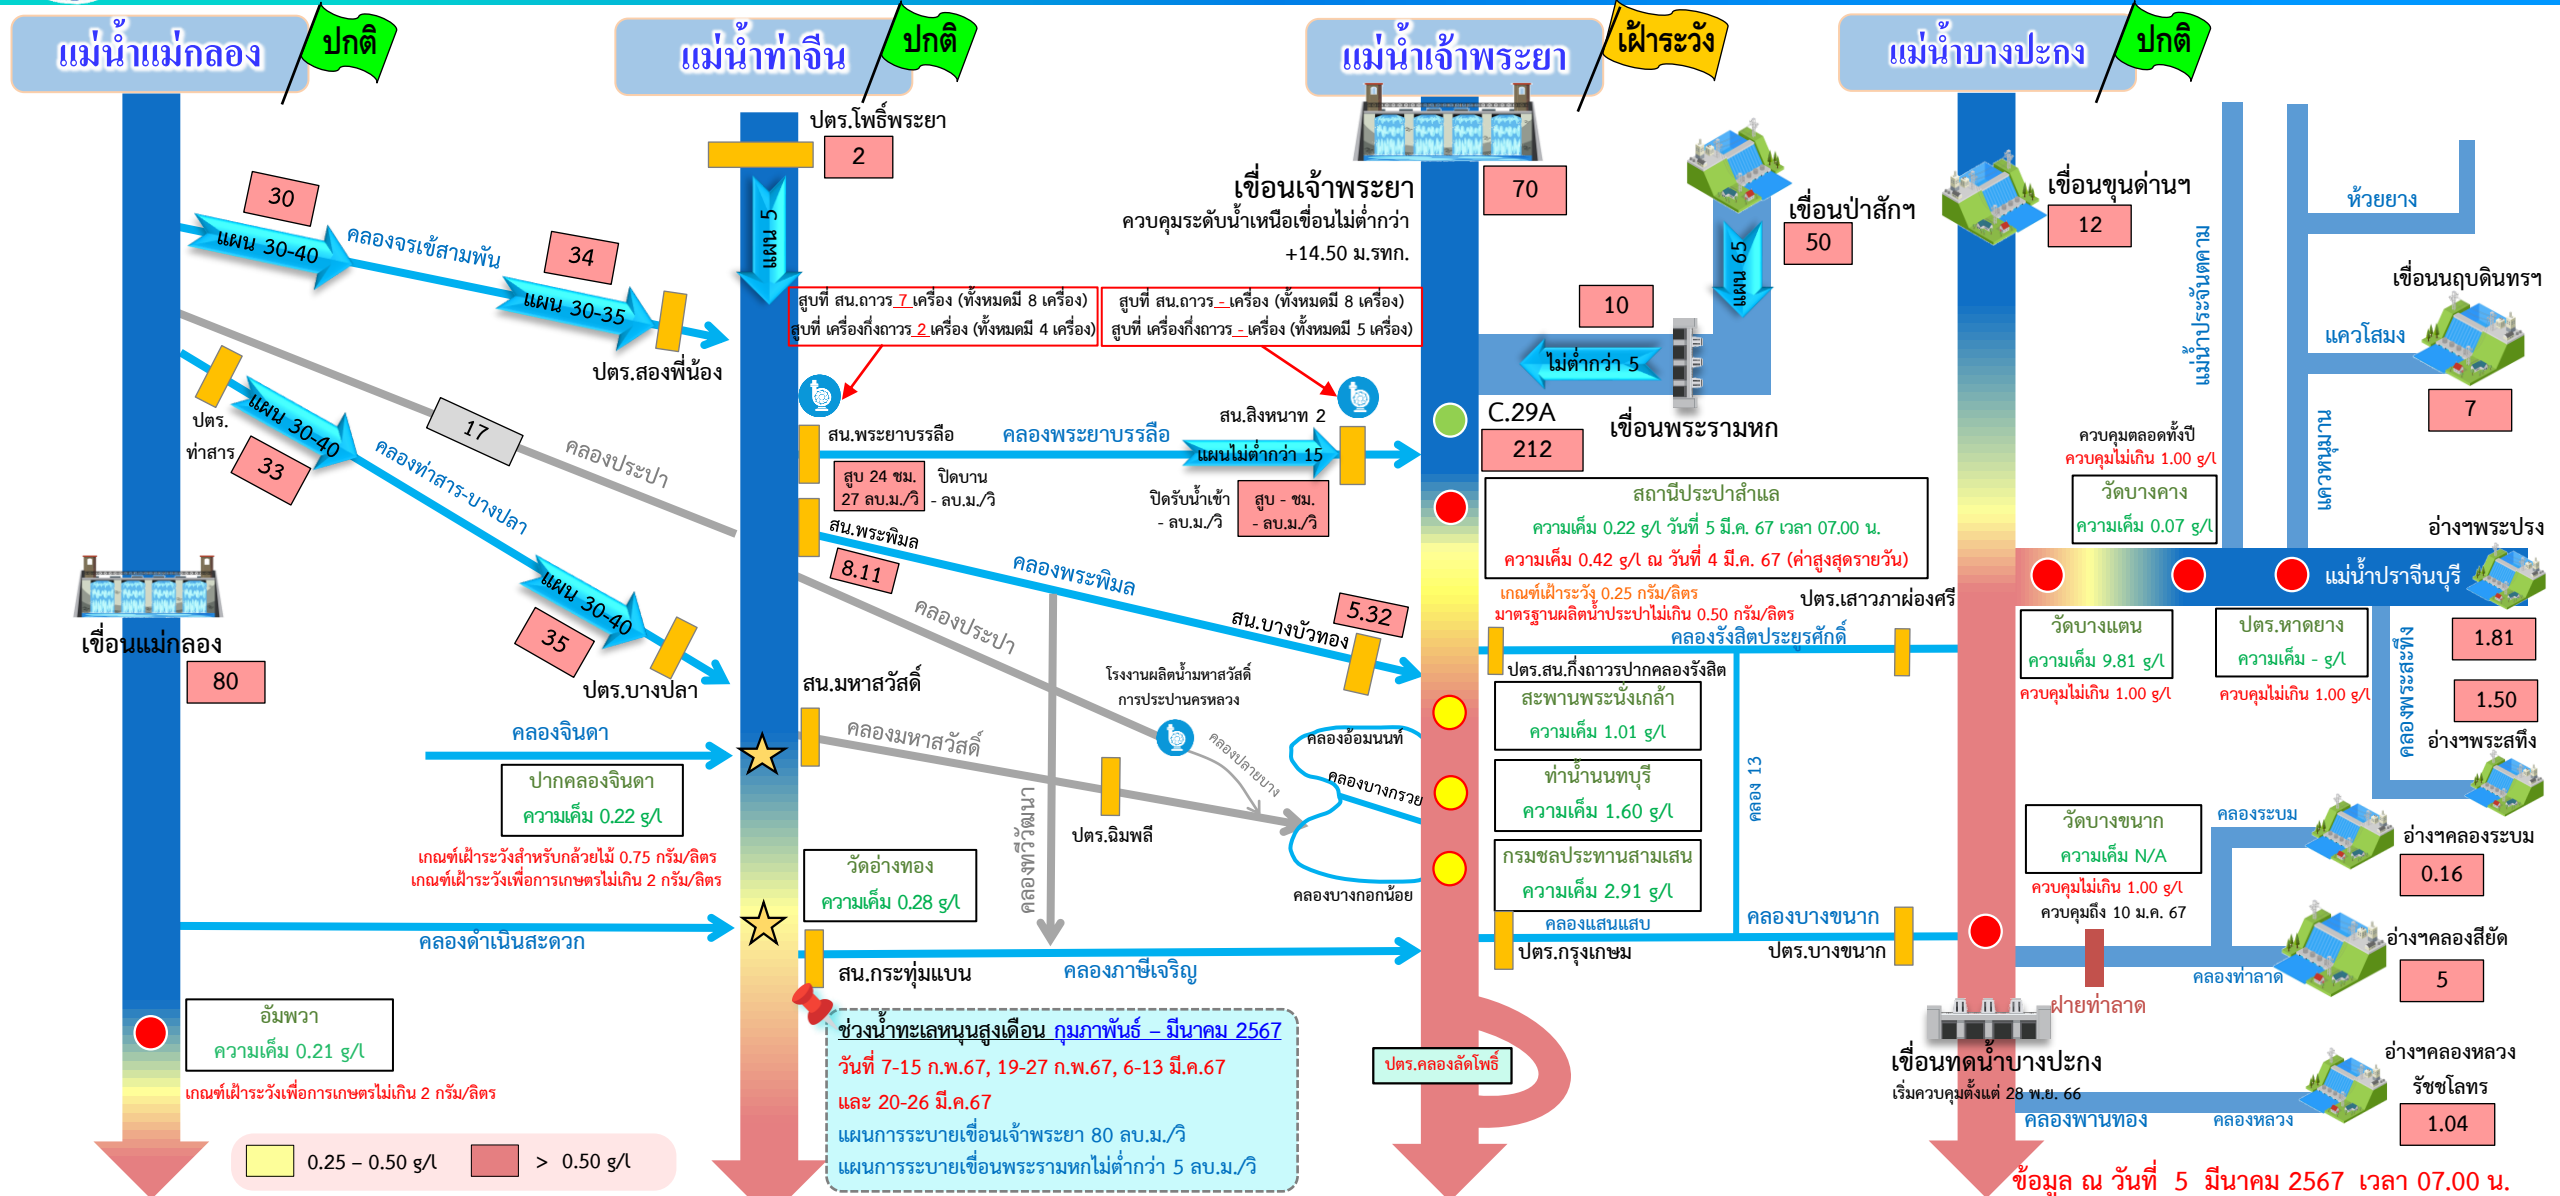 แม่น้ำแม่กลอง
ปกติ
แม่น้ำท่าจีน
ปกติ
แม่น้ำเจ้าพระยา
เฝ้าระวัง
แม่น้ำบางปะกง
ปกติ
30
แผน 30-40
คลองจรเข้สามพัน
34
แผน 30-35
ปตร.สองพี่น้อง
ปตร.
ท่าสาร
33
แผน 30-40
คลองท่าสาร-บางปลา
17
คลองประปา
35
แผน 30-40
ปตร.บางปลา
เขื่อนแม่กลอง
80
คลองจินดา
ปากคลองจินดา
ความเค็ม 0.22 g/l
เกณฑ์เฝ้าระวังสำหรับกล้วยไม้ 0.75 กรัม/ลิตร
เกณฑ์เฝ้าระวังเพื่อการเกษตรไม่เกิน 2 กรัม/ลิตร
คลองดำเนินสะดวก
อัมพวา
ความเค็ม 0.21 g/l
เกณฑ์เฝ้าระวังเพื่อการเกษตรไม่เกิน 2 กรัม/ลิตร
0.25 – 0.50 g/l
> 0.50 g/l
ปตร.โพธิ์พระยา
2
แผน 5
สูบที่ สน.ถาวร 7 เครื่อง (ทั้งหมดมี 8 เครื่อง)
สูบที่ เครื่องกึ่งถาวร 2 เครื่อง (ทั้งหมดมี 4 เครื่อง)
สูบที่ สน.ถาวร - เครื่อง (ทั้งหมดมี 8 เครื่อง)
สูบที่ เครื่องกึ่งถาวร - เครื่อง (ทั้งหมดมี 5 เครื่อง)
สน.พระยาบรรลือ
คลองพระยาบรรลือ
สน.สิงหนาท 2
แผนไม่ต่ำกว่า 15
สูบ 24 ชม.
27 ลบ.ม./วิ
ปิดบาน
- ลบ.ม./วิ
ปิดรับน้ำเข้า
- ลบ.ม./วิ
สูบ - ชม.
- ลบ.ม./วิ
สน.พระพิมล
8.11
คลองพระพิมล
คลองประปา
สน.บางบัวทอง
5.32
สน.มหาสวัสดิ์
คลองมหาสวัสดิ์
โรงงานผลิตน้ำมหาสวัสดิ์
การประปานครหลวง
คลองปลายบาง
ปตร.ฉิมพลี
คลองทวีวัฒนา
คลองอ้อมนนท์
คลองบางกรวย
คลองบางกอกน้อย
วัดอ่างทอง
ความเค็ม 0.28 g/l
สน.กระทุ่มแบน
คลองภาษีเจริญ
ช่วงน้ำทะเลหนุนสูงเดือน กุมภาพันธ์ – มีนาคม 2567
วันที่ 7-15 ก.พ.67, 19-27 ก.พ.67, 6-13 มี.ค.67
และ 20-26 มี.ค.67
แผนการระบายเขื่อนเจ้าพระยา 80 ลบ.ม./วิ
แผนการระบายเขื่อนพระรามหกไม่ต่ำกว่า 5 ลบ.ม./วิ
เขื่อนเจ้าพระยา
70
ควบคุมระดับน้ำเหนือเขื่อนไม่ต่ำกว่า
+14.50 ม.รทก.
เขื่อนป่าสักฯ
50
แผน 65
10
ไม่ต่ำกว่า 5
เขื่อนพระรามหก
C.29A
212
สถานีประปาสำแล
ความเค็ม 0.22 g/l วันที่ 5 มี.ค. 67 เวลา 07.00 น.
ความเค็ม 0.42 g/l ณ วันที่ 4 มี.ค. 67 (ค่าสูงสุดรายวัน)
เกณฑ์เฝ้าระวัง 0.25 กรัม/ลิตร
มาตรฐานผลิตน้ำประปาไม่เกิน 0.50 กรัม/ลิตร
ปตร.เสาวภาผ่องศรี
คลองรังสิตประยูรศักดิ์
ปตร.สน.กึ่งถาวรปากคลองรังสิต
สะพานพระนั่งเกล้า
ความเค็ม 1.01 g/l
ท่าน้ำนนทบุรี
ความเค็ม 1.60 g/l
กรมชลประทานสามเสน
ความเค็ม 2.91 g/l
คลอง 13
คลองแสนแสบ
ปตร.กรุงเกษม
คลองบางขนาก
ปตร.บางขนาก
ปตร.คลองลัดโพธิ์
เขื่อนขุนด่านฯ
12
แม่น้ำประจันตคาม
ห้วยยาง
เขื่อนนฤบดินทรฯ
แควโสมง
7
แควหนุมาน
ควบคุมตลอดทั้งปี
ควบคุมไม่เกิน 1.00 g/l
วัดบางคาง
ความเค็ม 0.07 g/l
อ่างฯพระปรง
แม่น้ำปราจีนบุรี
วัดบางแตน
ความเค็ม 9.81 g/l
ควบคุมไม่เกิน 1.00 g/l
ปตร.หาดยาง
ความเค็ม - g/l
ควบคุมไม่เกิน 1.00 g/l
คลองพระสะทึง
1.81
1.50
อ่างฯพระสทึง
วัดบางขนาก
ความเค็ม N/A
ควบคุมไม่เกิน 1.00 g/l
ควบคุมถึง 10 ม.ค. 67
คลองระบม
อ่างฯคลองระบม
0.16
อ่างฯคลองสียัด
5
คลองท่าลาด
ฝายท่าลาด
เขื่อนทดน้ำบางปะกง
เริ่มควบคุมตั้งแต่ 28 พ.ย. 66
อ่างฯคลองหลวง
รัชชโลทร
1.04
คลองพานทอง
คลองหลวง
ข้อมูล ณ วันที่ 5 มีนาคม 2567 เวลา 07.00 น.